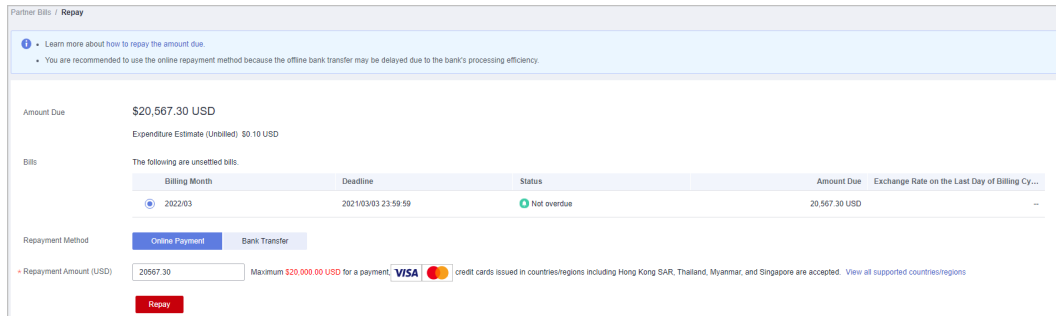 Partner Bills / Repay
Learn more about how to repay the amount due.
You are recommended to use the online repayment method because the offline bank transfer may be delayed due to the bank's processing efficiency.
Amount Due $20,567.30 USD
Expenditure Estimate (Unbilled) $0.10 USD
Bills The following are unsettled bills.
Billing Month Deadline Status Amount Due Exchange Rate on the Last Day of Billing Cy...
2022/03 2021/03/03 23:59:59 Not overdue 20,567.30 USD --
Repayment Method Online Payment Bank Transfer
* Repayment Amount (USD) 20567.30 Maximum $20,000.00 USD for a payment, VISA credit cards issued in countries/regions including Hong Kong SAR, Thailand, Myanmar, and Singapore are accepted. View all supported countries/regions
Repay